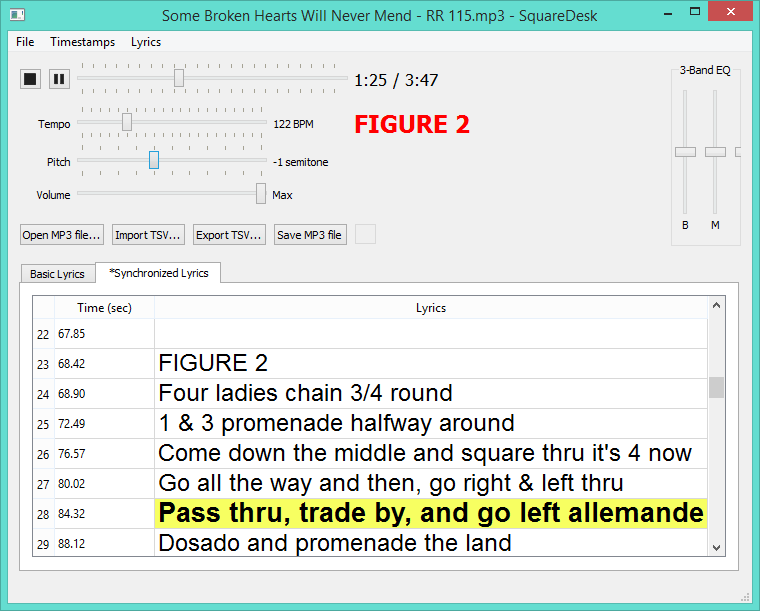 Some Broken Hearts Will Never Mend - RR 115.mp3 - SquareDesk
File Timestamps Lyrics
1:25 / 3:47
3-Band EQ
Tempo 122 BPM
FIGURE 2
Pitch -1 semitone
Volume Max
B M
Open MP3 file... Import TSV... Export TSV... Save MP3 file
Basic Lyrics *Synchronized Lyrics
Time (sec) Lyrics
22 67.85
23 68.42 FIGURE 2
24 68.90 Four ladies chain 3/4 round
25 72.49 1 & 3 promenade halfway around
26 76.57 Come down the middle and square thru it's 4 now
27 80.02 Go all the way and then, go right & left thru
28 84.32 Pass thru, trade by, and go left allemande
29 88.12 Dosado and promenade the land